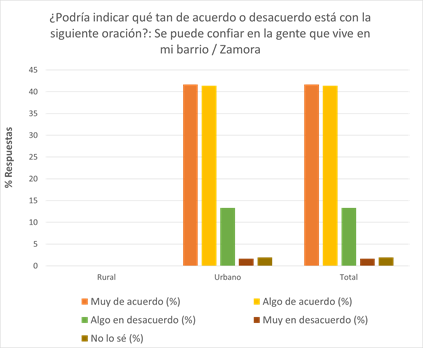 ¿Podría indicar qué tan de acuerdo o desacuerdo está con la
siguiente oración?: Se puede confiar en la gente que vive en
mi barrio / Zamora
% Respuestas
45
40
35
30
25
20
15
10
5
0
Rural Urbano Total
Muy de acuerdo (%) Algo de acuerdo (%)
Algo en desacuerdo (%) Muy en desacuerdo (%)
No lo sé (%)